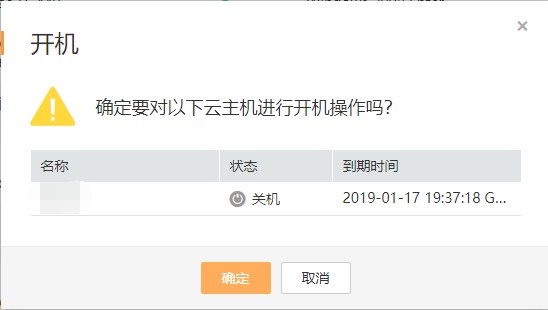 开机
确定要对以下云主机进行开机操作吗?
名称 状态 到期时间
关机 2019-01-17 19:37:18 G...
确定 取消